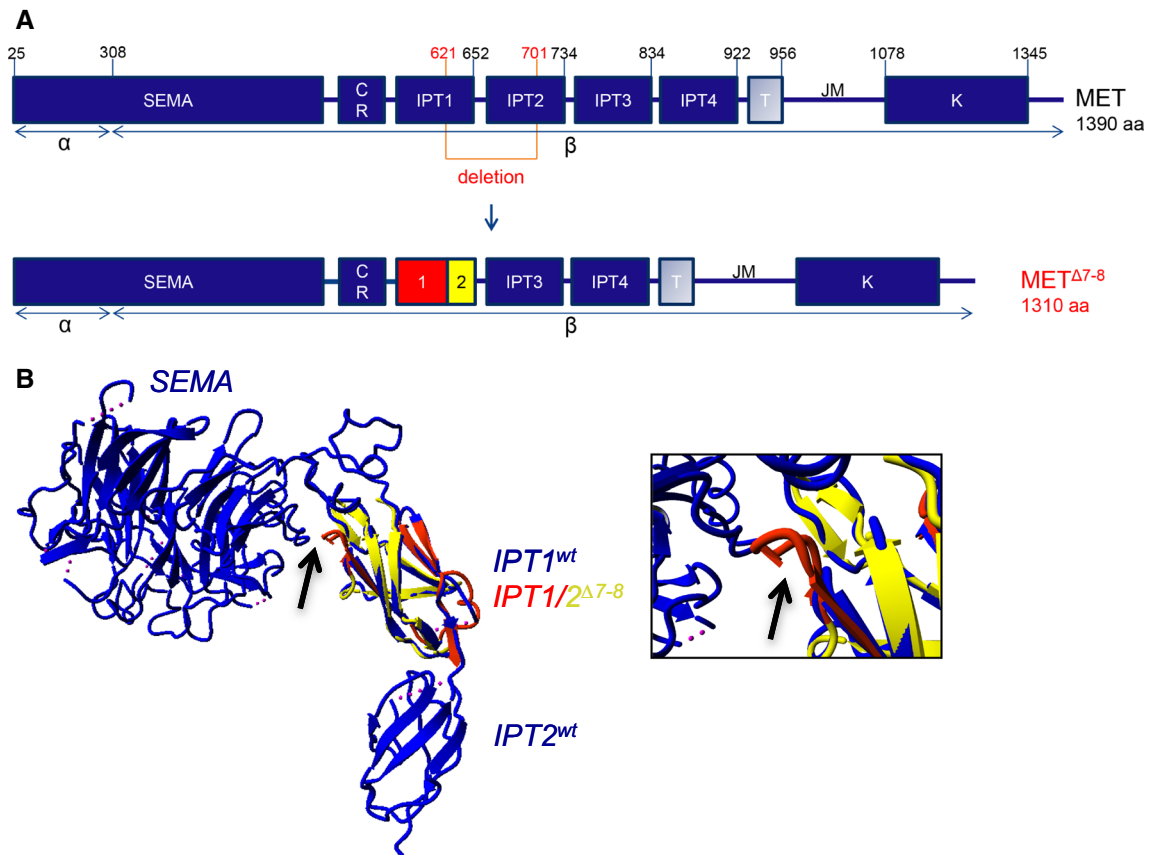 A
25 308 621 652 701 734 834 922 956 1078 1345
SEMA C R IPT1 IPT2 IPT3 IPT4 T JM K MET
1390 aa
α β
deletion
SEMA C R 1 2 IPT3 IPT4 T JM K METΔ7-8
1310 aa
α β
B
SEMA
IPT1wt
IPT1/2Δ7-8
IPT2wt